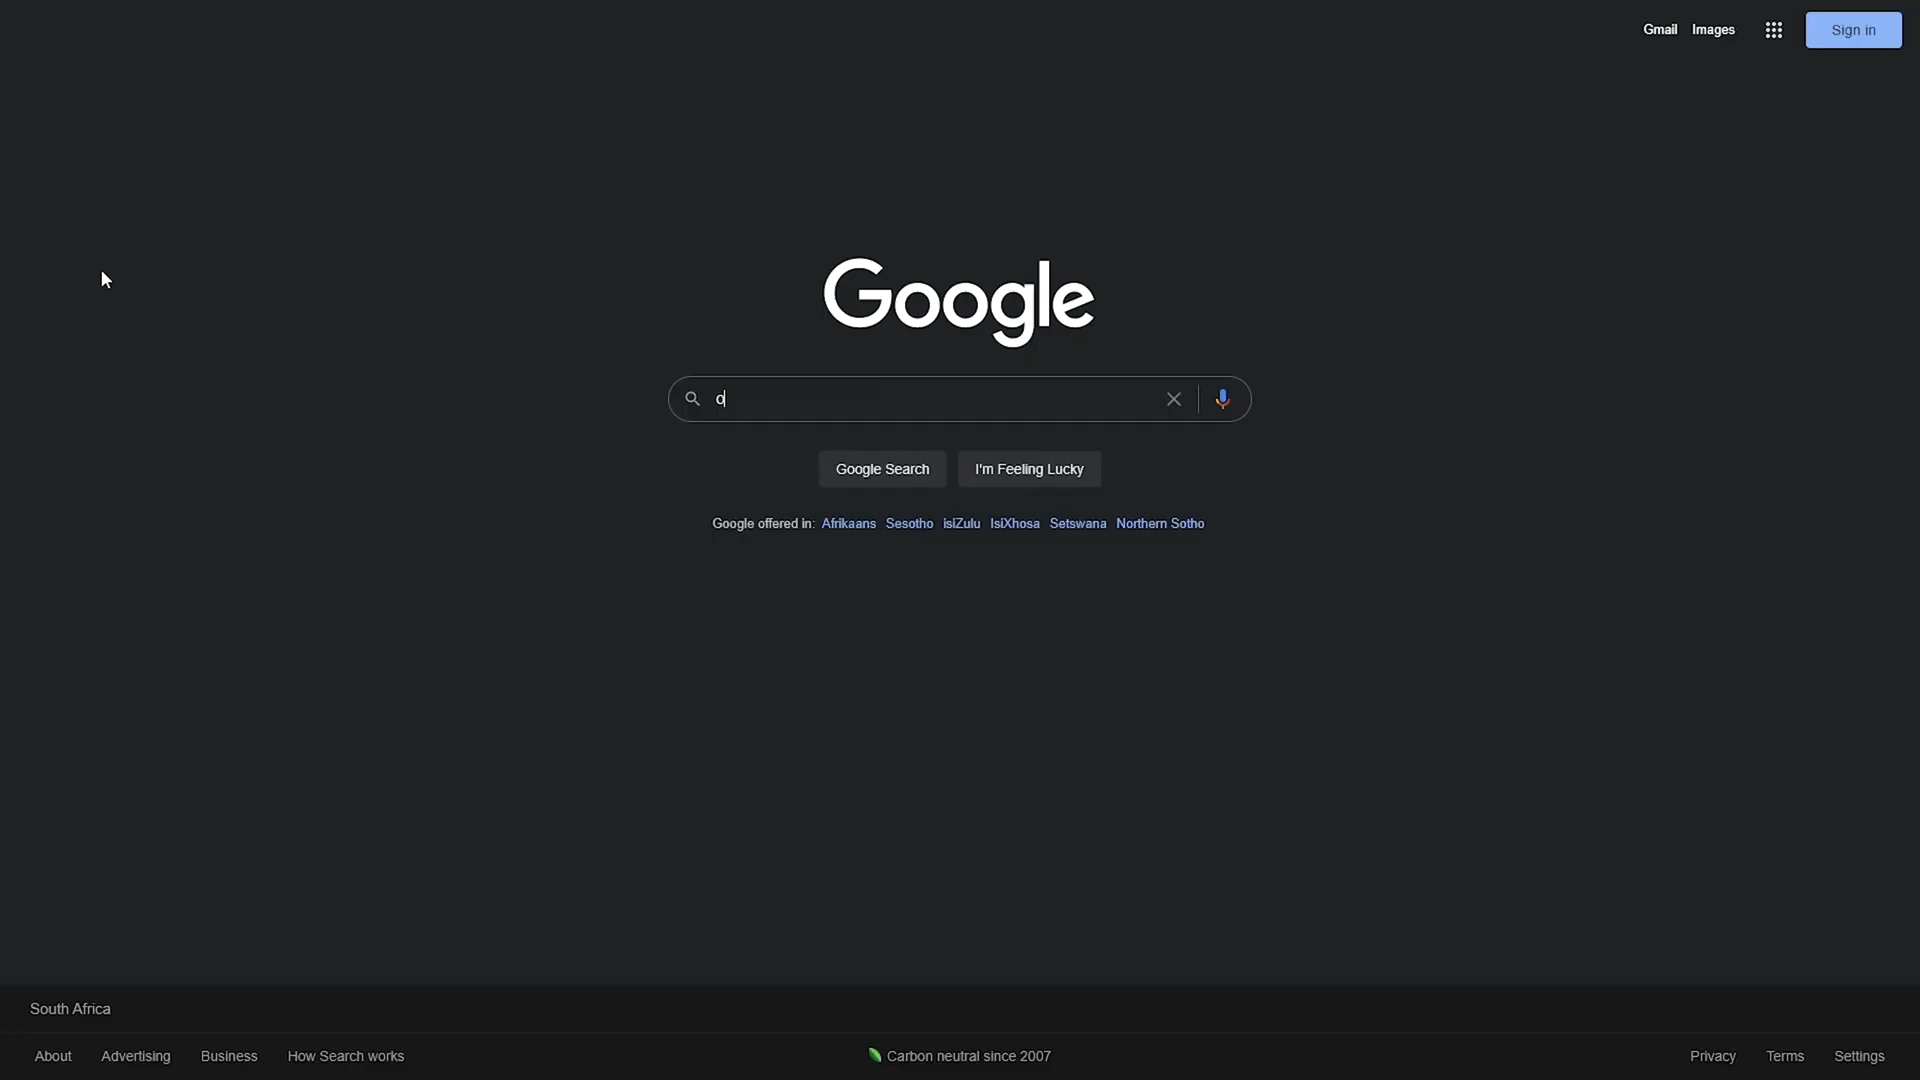 Gmail Images Sign in
Google
o
Google Search I'm Feeling Lucky
Google offered in: Afrikaans Sesotho isiZulu IsiXhosa Setswana Northern Sotho
South Africa
About Advertising Business How Search works Carbon neutral since 2007 Privacy Terms Settings